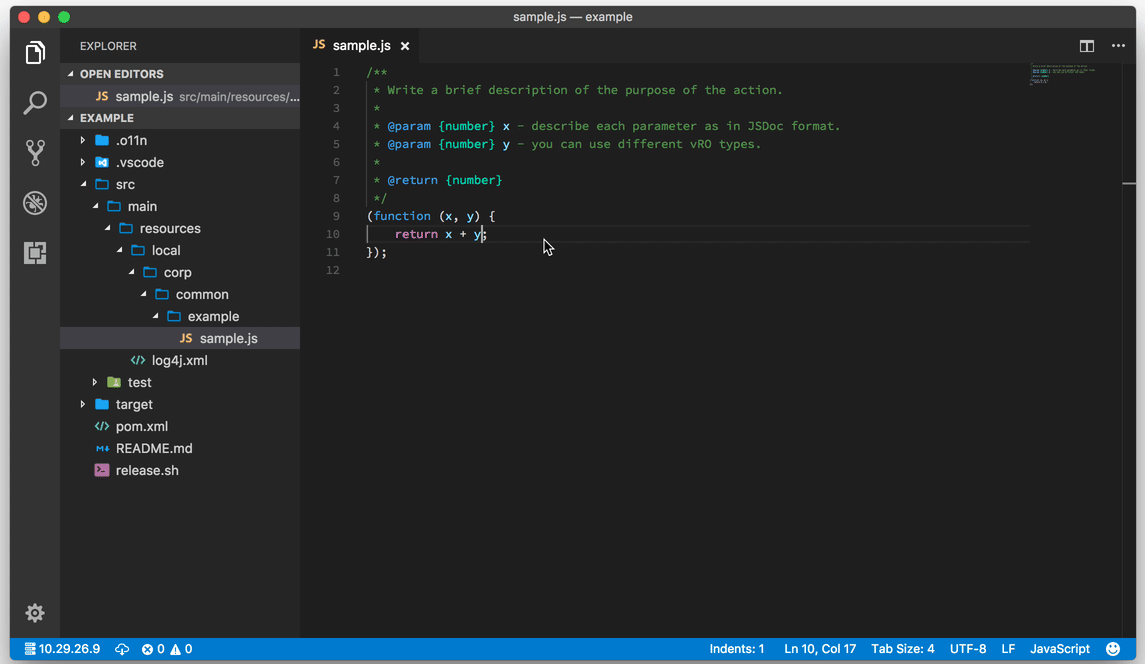 sample.js — example
EXPLORER
OPEN EDITORS
JS sample.js src/main/resources/...
EXAMPLE
.o11n
.vscode
src
main
resources
local
corp
common
example
JS sample.js
</> log4j.xml
test
target
</> pom.xml
M↓ README.md
release.sh
JS sample.js ×
1 /**
2 * Write a brief description of the purpose of the action.
3 *
4 * @param {number} x - describe each parameter as in JSDoc format.
5 * @param {number} y - you can use different vRO types.
6 *
7 * @return {number}
8 */
9 (function (x, y) {
10 return x + y;
11 });
12
10.29.26.9 0 0 Indents: 1 Ln 10, Col 17 Tab Size: 4 UTF-8 LF JavaScript